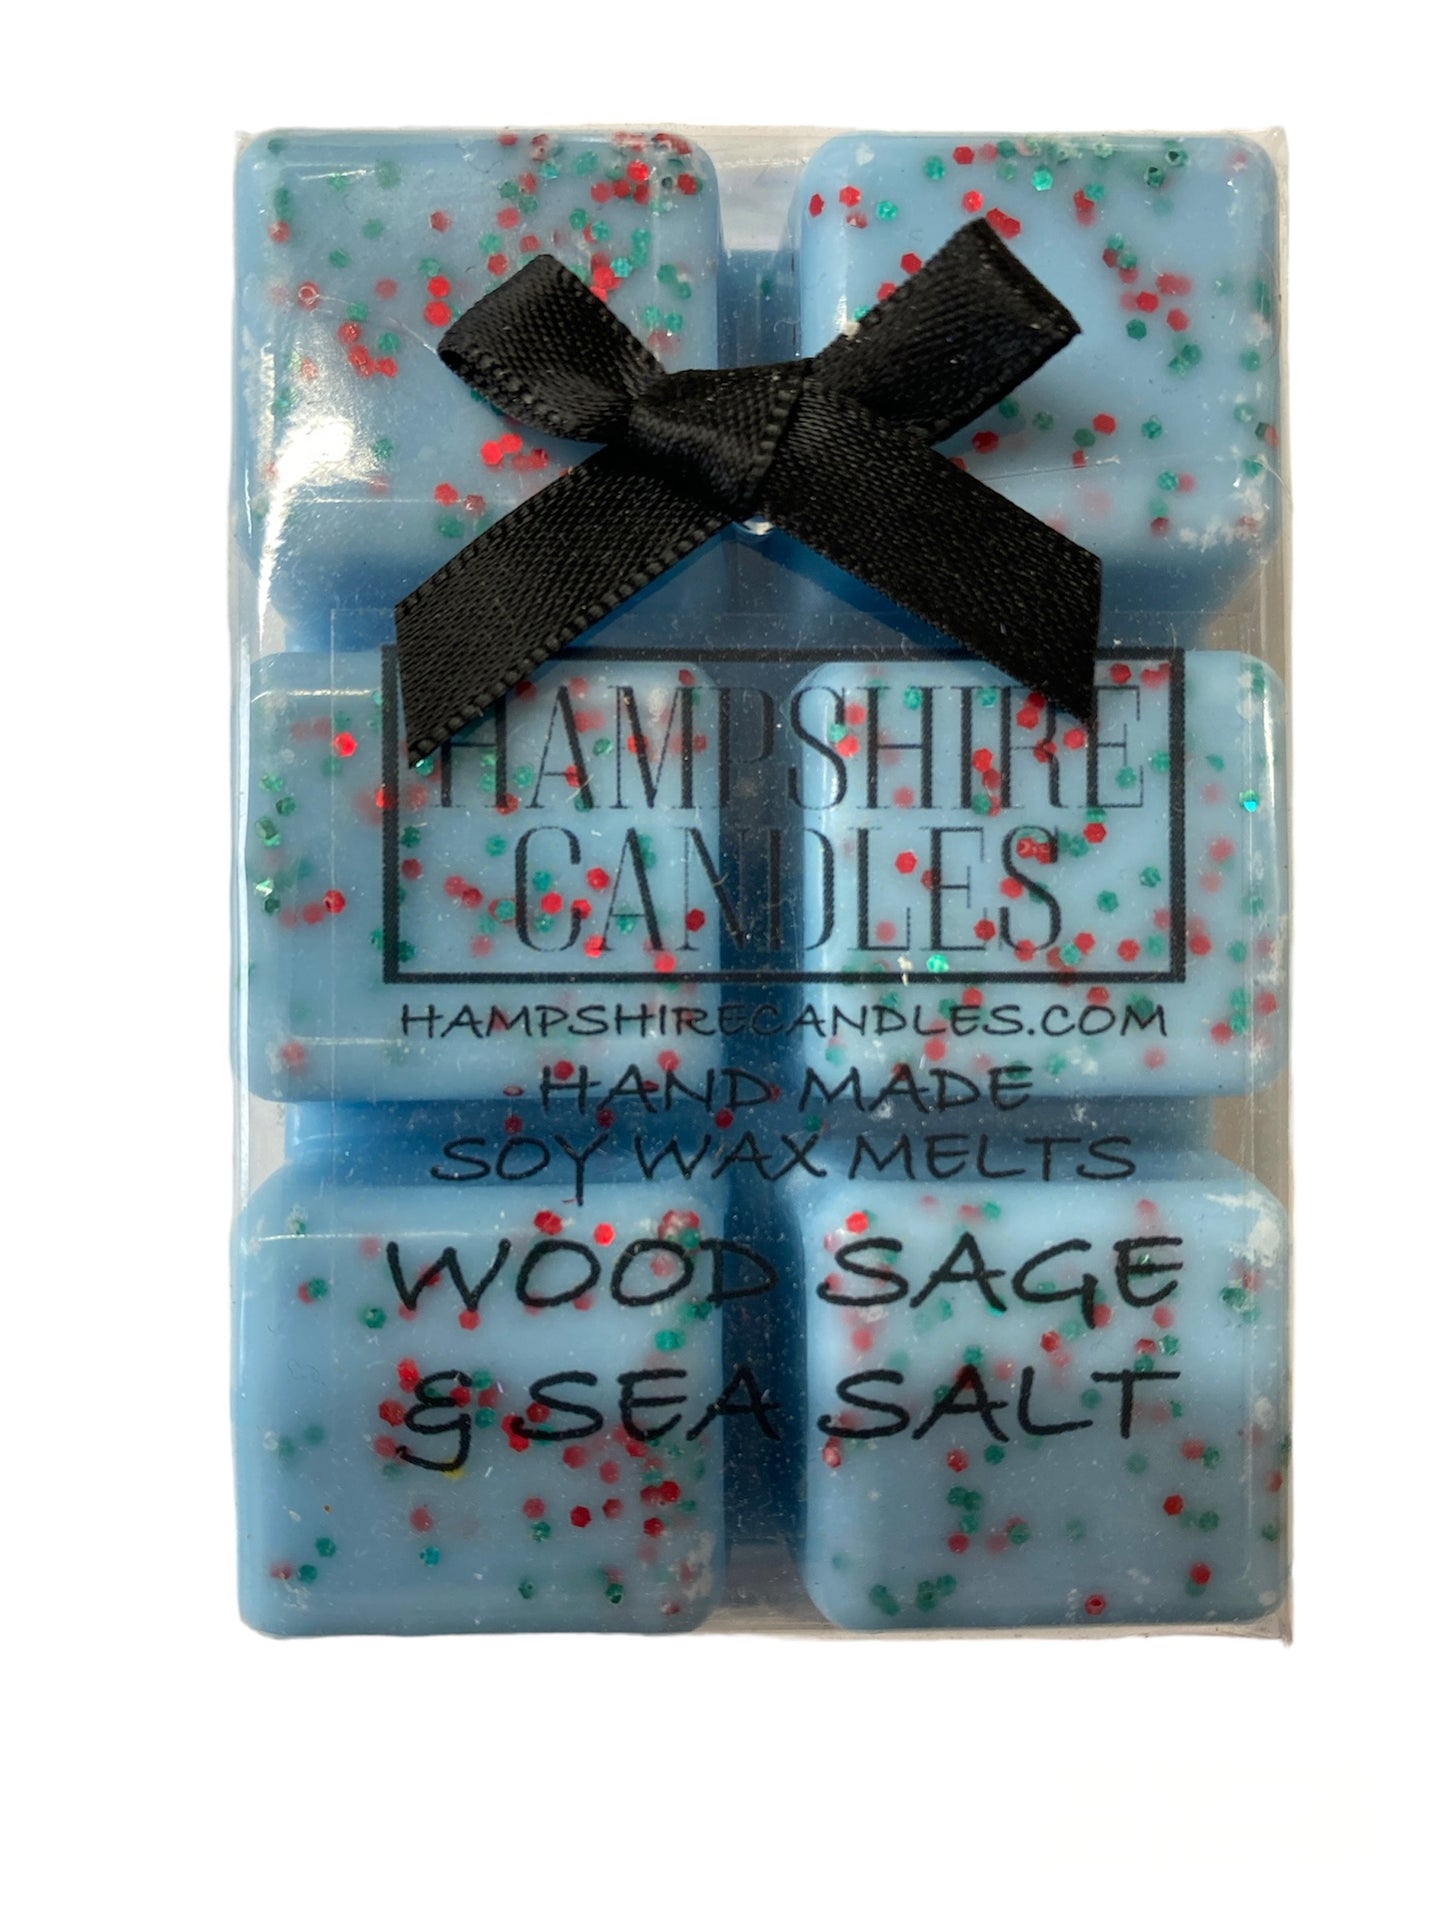 HAMPSHIRE
CANDLES
HAMPSHIRECANDLES.COM
HAND MADE
SOY WAX MELTS
WOOD SAGE
& SEA SALT